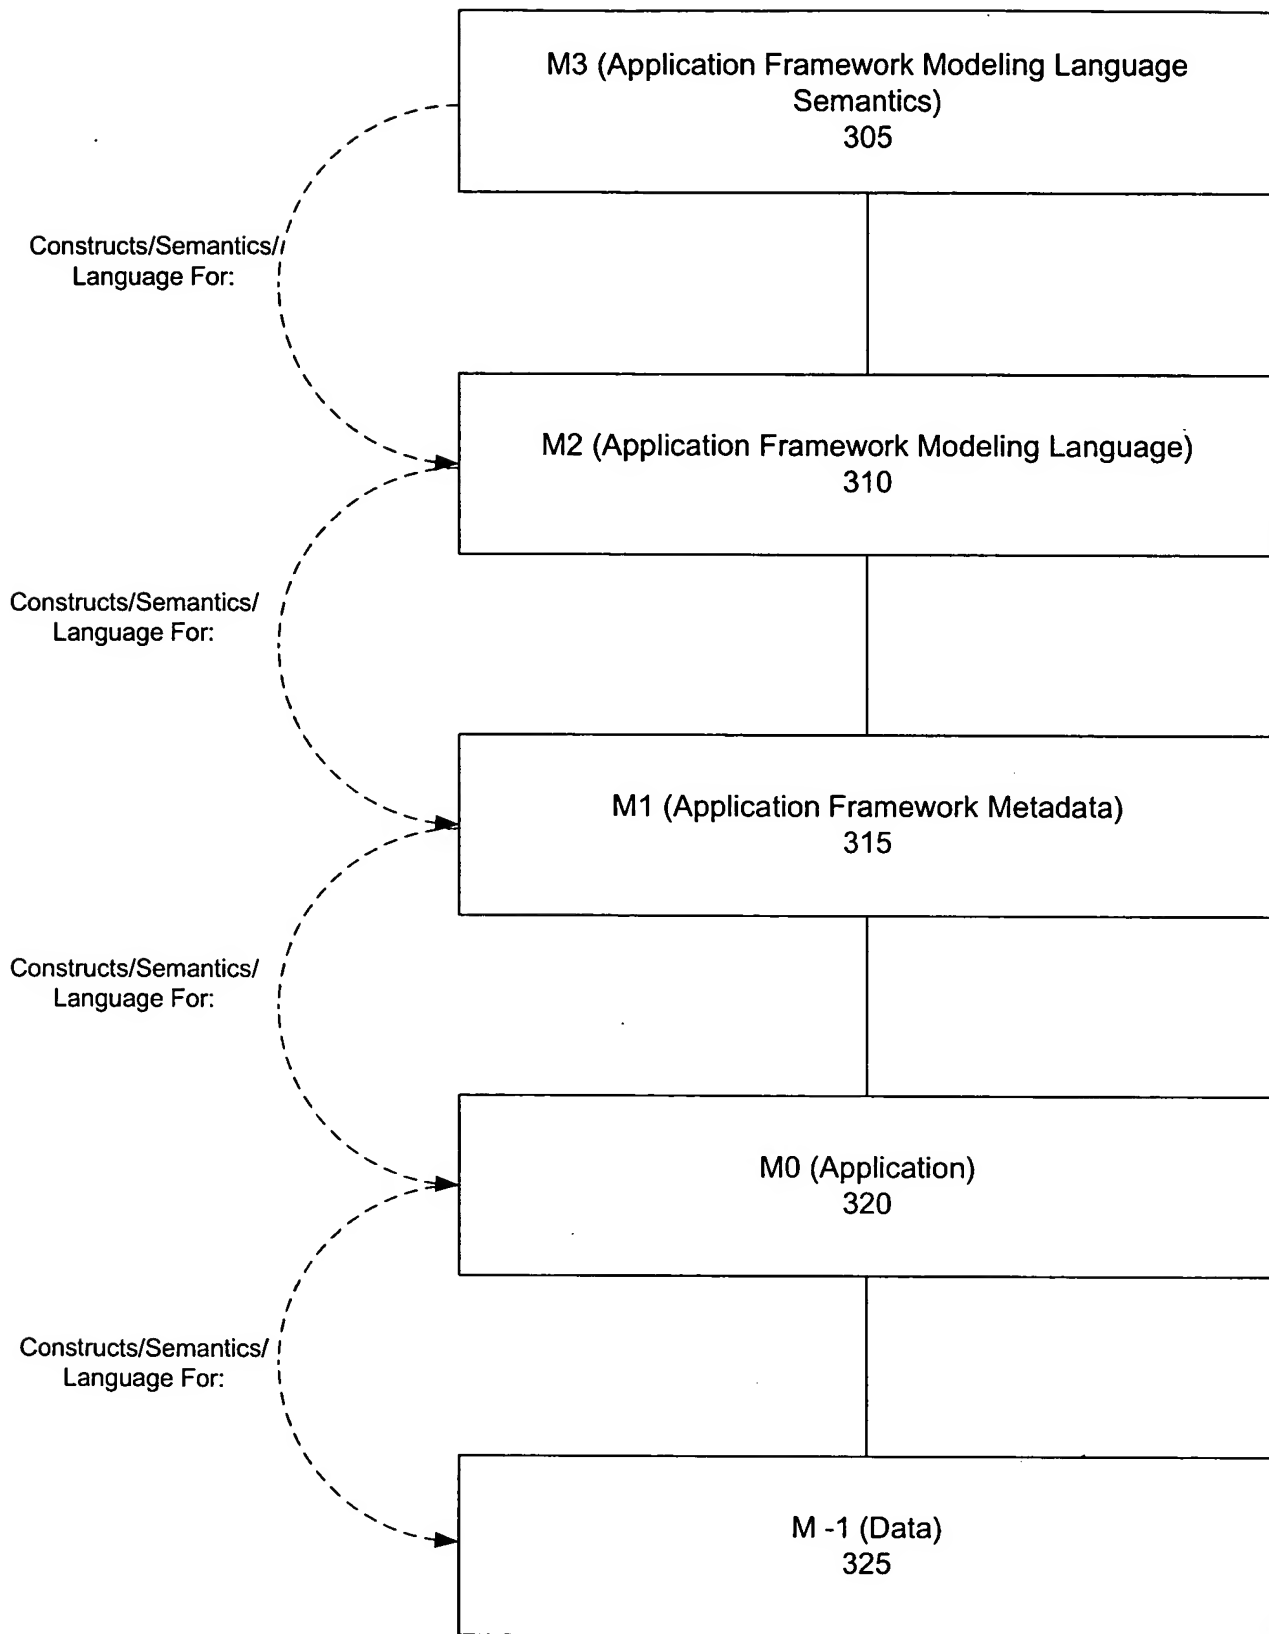 M3 (Application Framework Modeling Language
Semantics)
305
Constructs/Semantics/
Language For:
M2 (Application Framework Modeling Language)
310
Constructs/Semantics/
Language For:
M1 (Application Framework Metadata)
315
Constructs/Semantics/
Language For:
M0 (Application)
320
Constructs/Semantics/
Language For:
M -1 (Data)
325